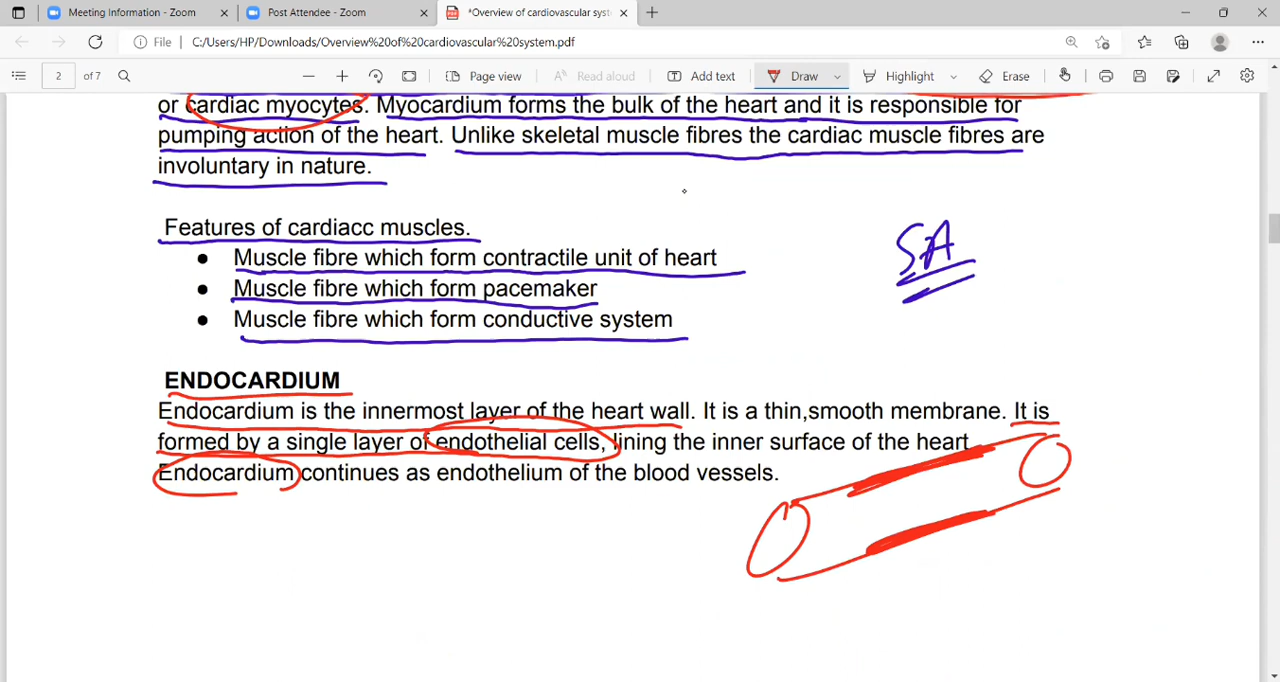 Meeting Information - Zoom
Post Attendee - Zoom
*Overview of cardiovascular syst
File
C:/Users/HP/Downloads/Overview%20of%20cardiovascular%20system.pdf
2 of 7
Page view
Read aloud
Add text
Draw
Highlight
Erase
or cardiac myocytes. Myocardium forms the bulk of the heart and it is responsible for
pumping action of the heart. Unlike skeletal muscle fibres the cardiac muscle fibres are
involuntary in nature.
Features of cardiacc muscles.
SA
● Muscle fibre which form contractile unit of heart
● Muscle fibre which form pacemaker
● Muscle fibre which form conductive system
ENDOCARDIUM
Endocardium is the innermost layer of the heart wall. It is a thin,smooth membrane. It is
formed by a single layer of endothelial cells, lining the inner surface of the heart.
Endocardium continues as endothelium of the blood vessels.